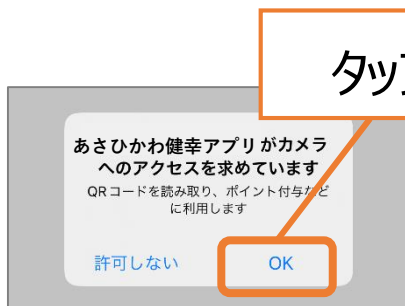 タップ
あさひかわ健幸アプリがカメラ
へのアクセスを求めています
QRコードを読み取り、ポイント付与など
に利用します
許可しない
OK